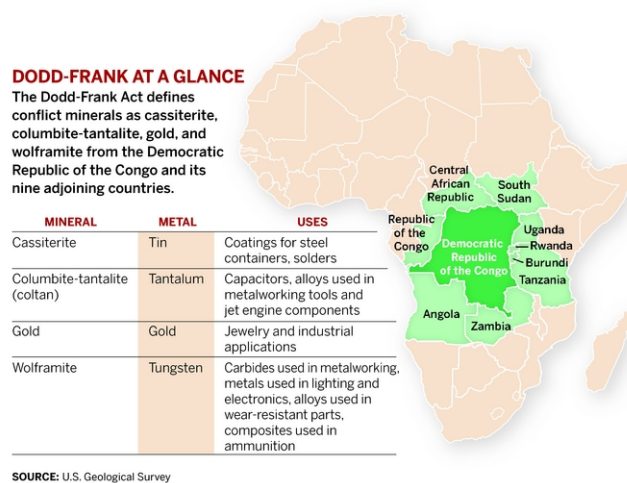 DODD-FRANK AT A GLANCE
The Dodd-Frank Act defines
conflict minerals as cassiterite,
columbite-tantalite, gold, and
wolframite from the Democratic
Republic of the Congo and its
nine adjoining countries.
MINERAL METAL USES
Cassiterite Tin Coatings for steel
containers, solders
Columbite-tantalite Tantalum Capacitors, alloys used in
(coltan) metalworking tools and
jet engine components
Gold Gold Jewelry and industrial
applications
Wolframite Tungsten Carbides used in metalworking,
metals used in lighting and
electronics, alloys used in
wear-resistant parts,
composites used in
ammunition
SOURCE: U.S. Geological Survey
Central
African
Republic
South
Sudan
Republic
of the
Congo
Democratic
Republic
of the Congo
Uganda
Rwanda
Burundi
Tanzania
Angola
Zambia